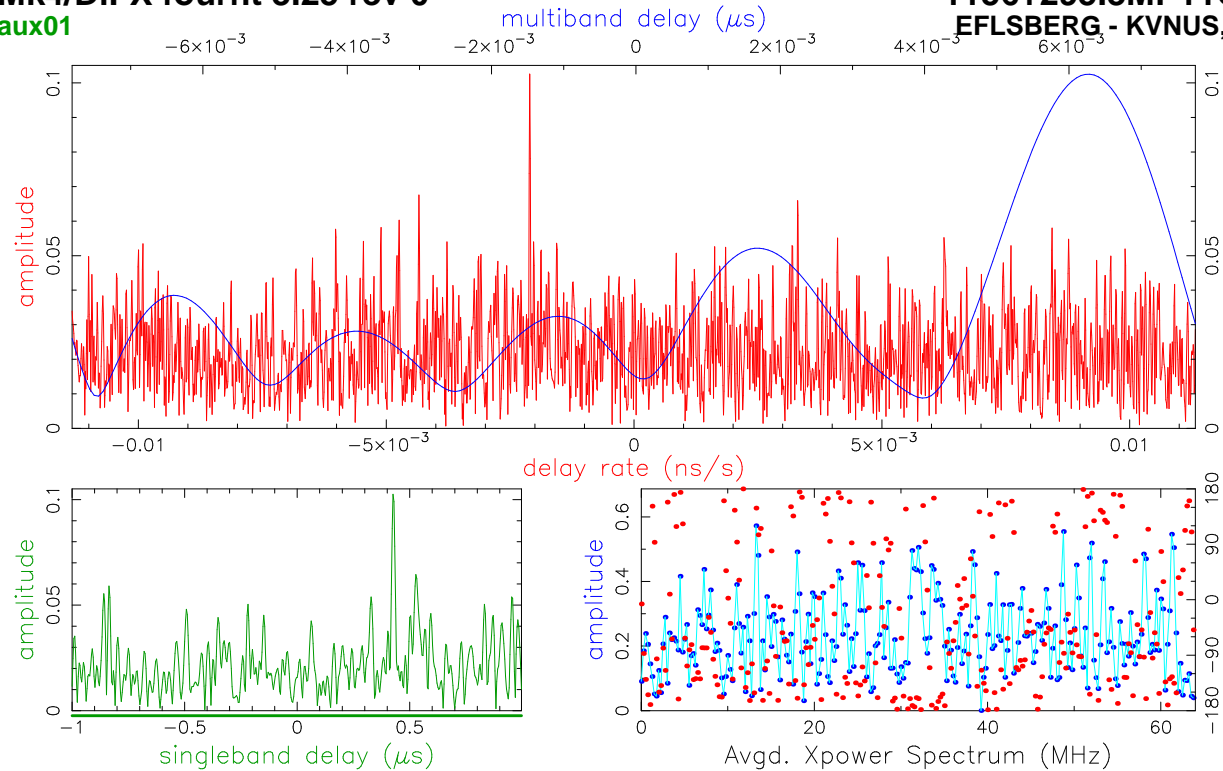 aux01
multiband delay (μs)
EFLSBERG - KVNUS,
−6×10⁻³ −4×10⁻³ −2×10⁻³ 0 2×10⁻³ 4×10⁻³ 6×10⁻³
amplitude
0 0.05 0.1
0 0.05 0.1
−0.01 −5×10⁻³ 0 5×10⁻³ 0.01
delay rate (ns/s)
amplitude
0 0.05 0.1
−1 −0.5 0 0.5
singleband delay (μs)
amplitude
0 0.2 0.4 0.6
−180 −90 0 90 180
0 20 40 60
Avgd. Xpower Spectrum (MHz)